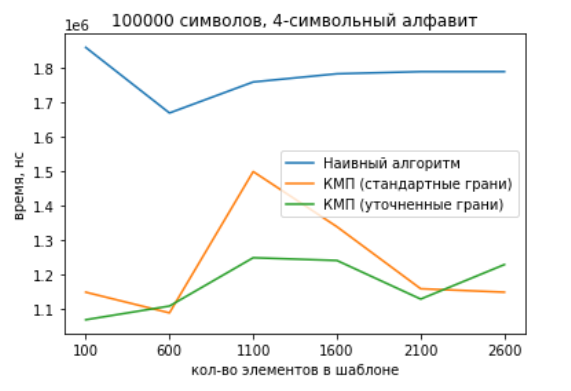 100000 символов, 4-символьный алфавит
1e6
1.8
1.7
1.6
1.5
1.4
1.3
1.2
1.1
время, нс
Наивный алгоритм
КМП (стандартные грани)
КМП (уточненные грани)
100 600 1100 1600 2100 2600
кол-во элементов в шаблоне